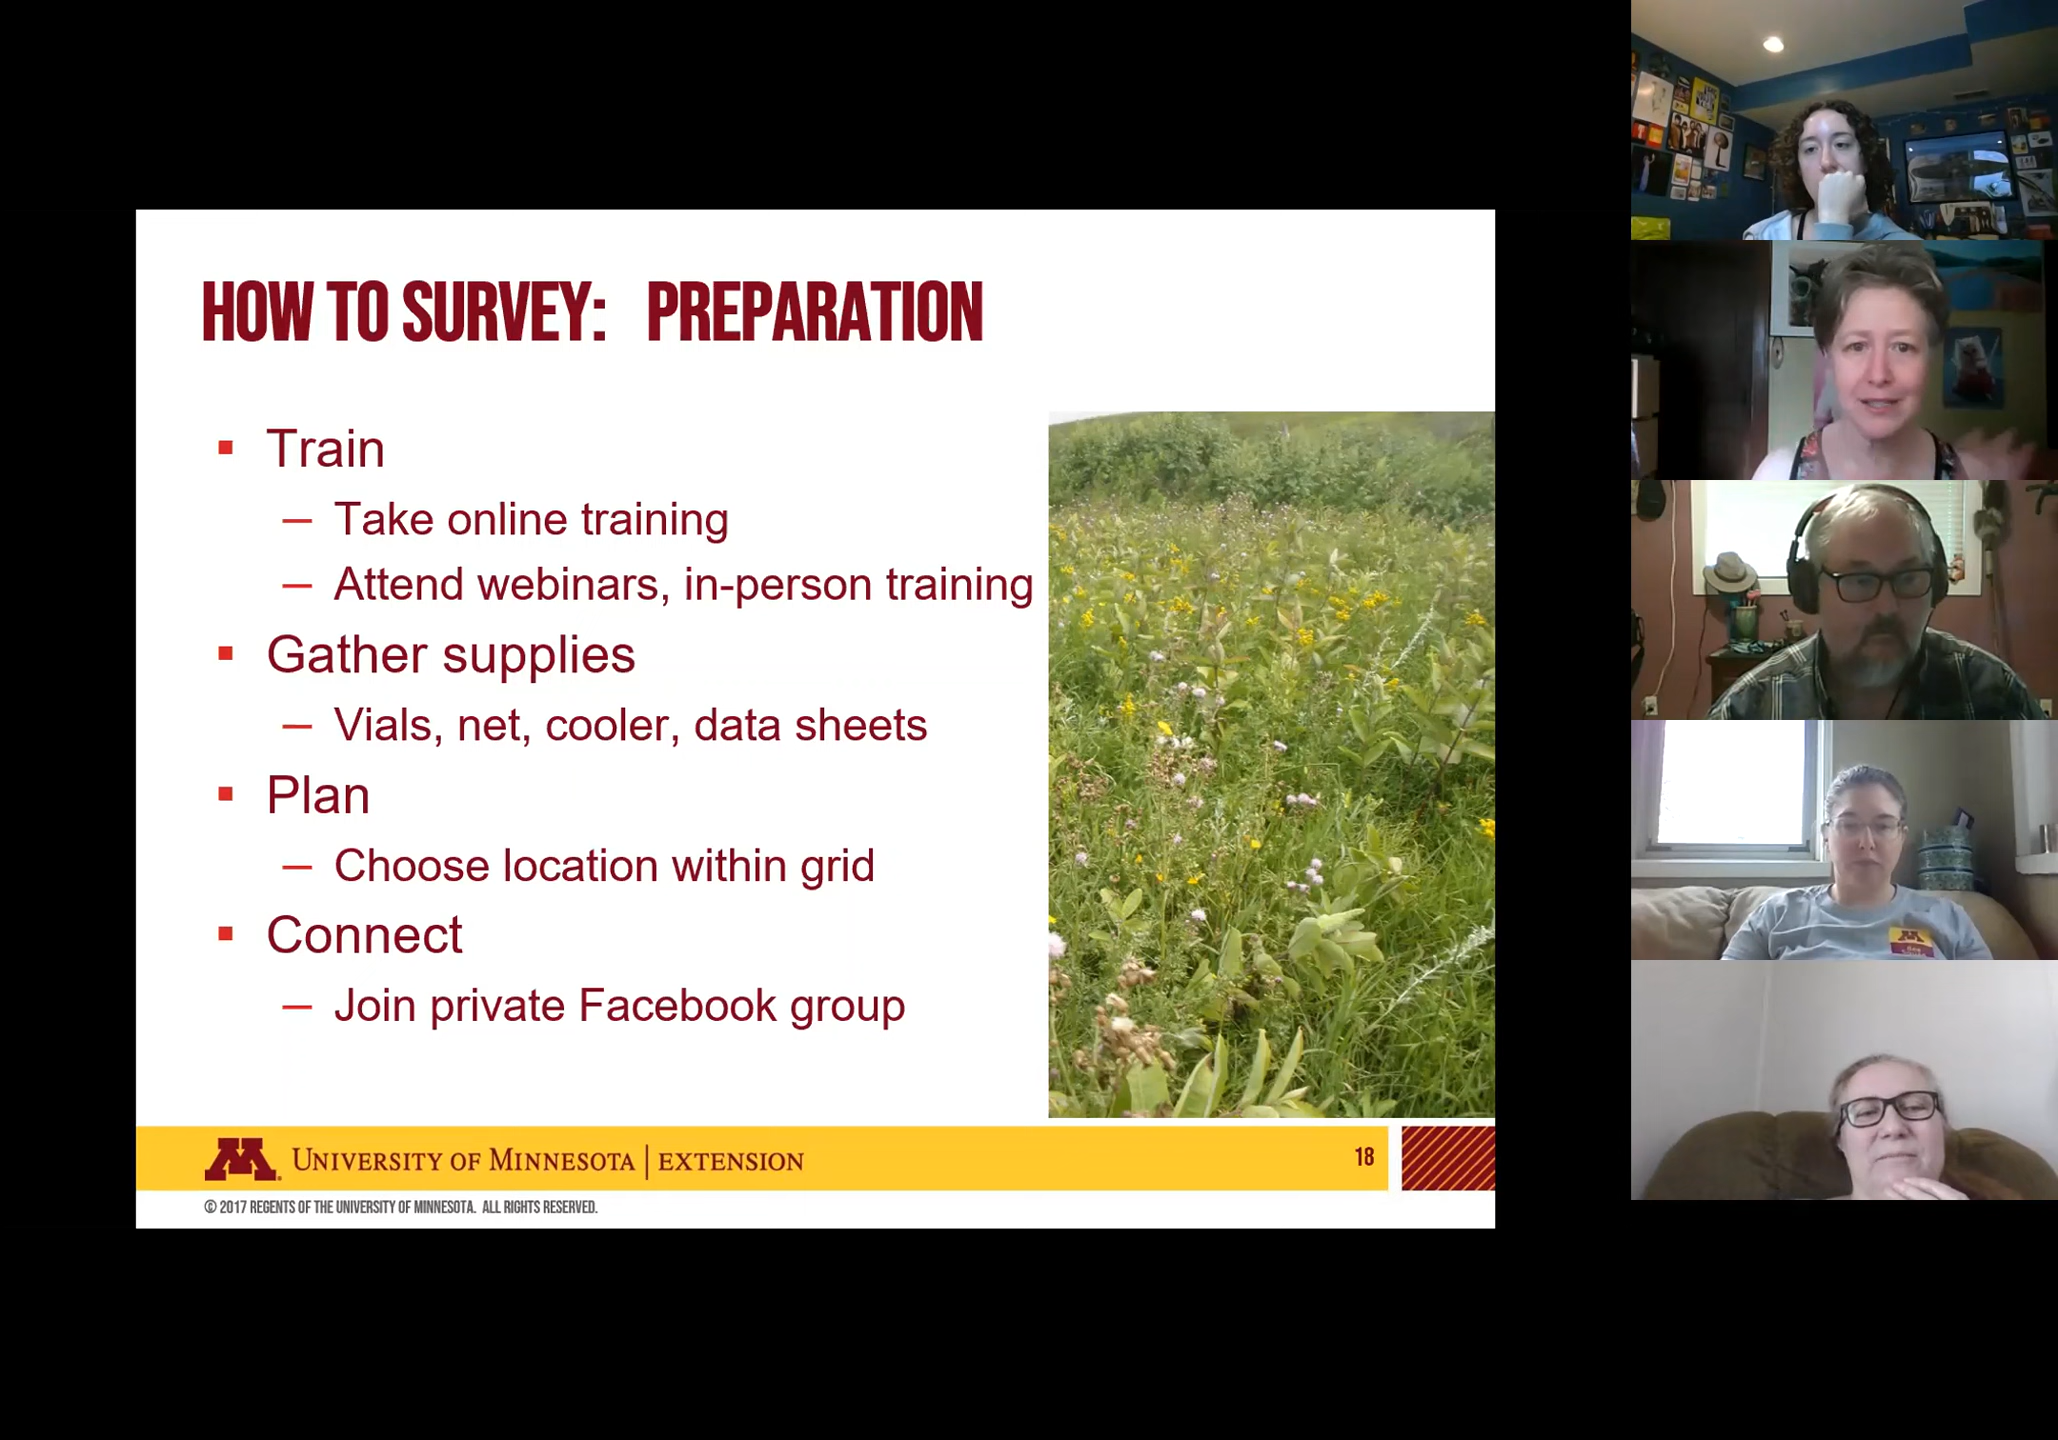 HOW TO SURVEY: PREPARATION
▪ Train
– Take online training
– Attend webinars, in-person training
▪ Gather supplies
– Vials, net, cooler, data sheets
▪ Plan
– Choose location within grid
▪ Connect
– Join private Facebook group
M UNIVERSITY OF MINNESOTA | EXTENSION
18
© 2017 REGENTS OF THE UNIVERSITY OF MINNESOTA. ALL RIGHTS RESERVED.